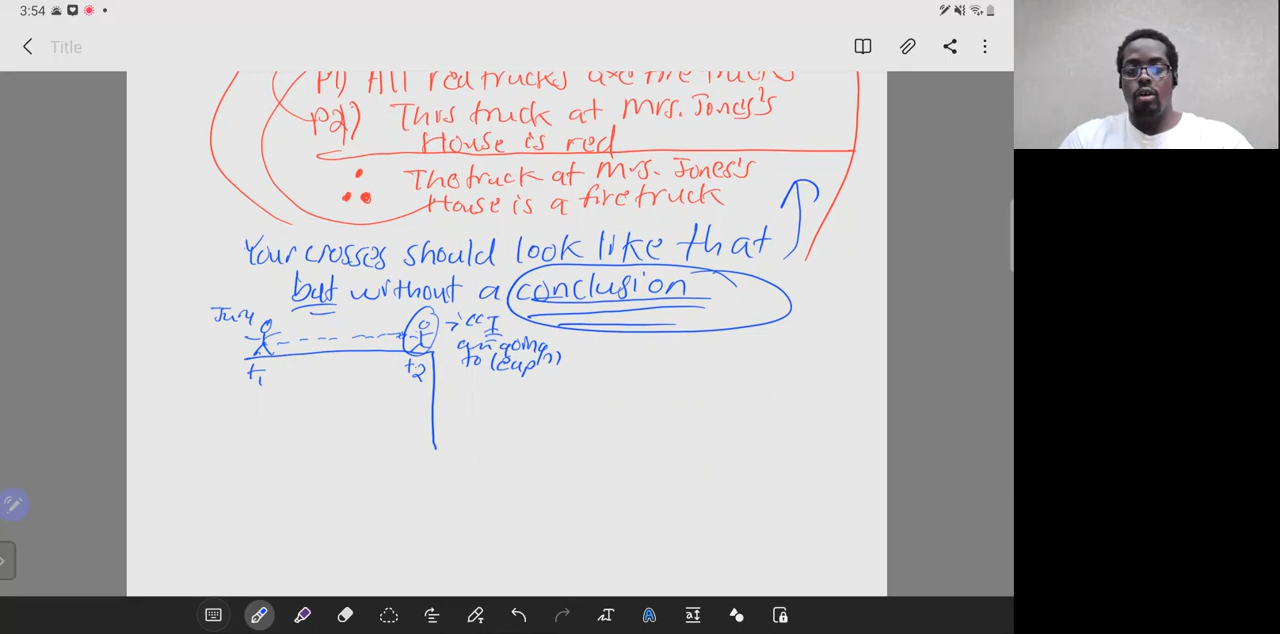 3:54
Title
P1) All red trucks are fire trucks
P2) This truck at Mrs. Jones's
House is red
∴ The truck at Mrs. Jones's
House is a fire truck
Your crosses should look like that
but without a conclusion
"I
am going
to leap"
t1
t2